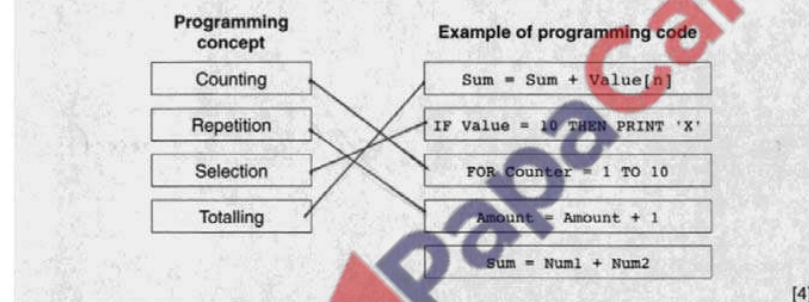 Programming
concept
Example of programming code
Counting
Sum = Sum + Value[n]
Repetition
IF Value = 10 THEN PRINT 'X'
Selection
FOR Counter = 1 TO 10
Totalling
Amount = Amount + 1
Sum = Num1 + Num2
[4
PapaCa